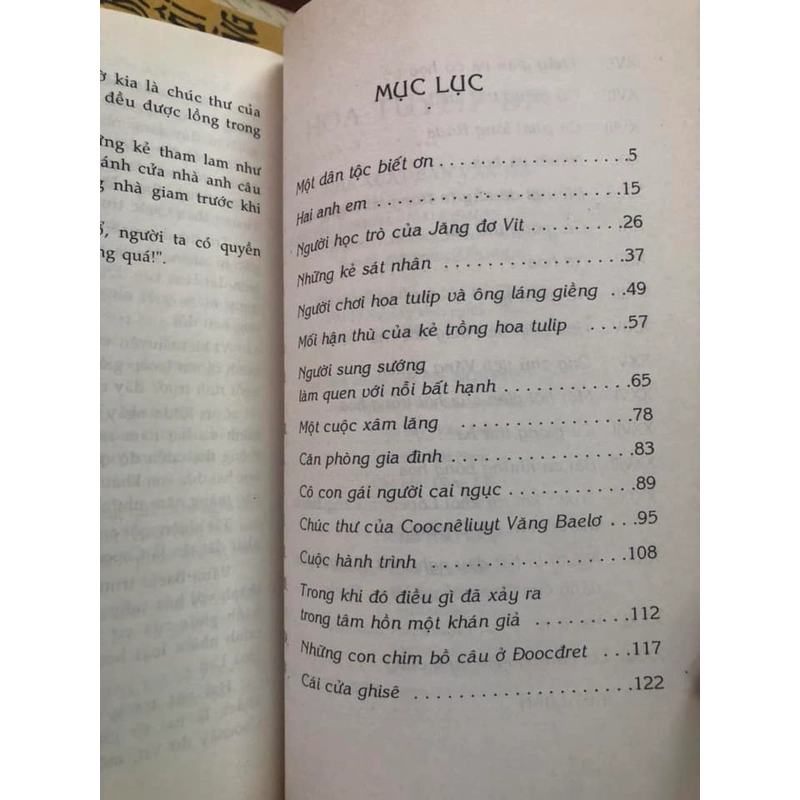 ờ kia là chúc thư của
đều được lồng trong
ững kẻ tham lam như
ánh cửa nhà anh câu
g nhà giam trước khi
ổ, người ta có quyền
ng quá!".
MỤC LỤC
Một dân tộc biết ơn . . . . . . . . . . . . . . . . . .5
Hai anh em . . . . . . . . . . . . . . . . . . . . . . .15
Người học trò của Jăng đơ Vit . . . . . . . . .26
Những kẻ sát nhân . . . . . . . . . . . . . . . . .37
Người chơi hoa tulip và ông láng giềng . . . .49
Mối hận thù của kẻ trồng hoa tulip . . . .57
Người sung sướng
làm quen với nỗi bất hạnh . . . . . . . . . . . .65
Một cuộc xâm lăng . . . . . . . . . . . . . . .78
Căn phòng gia đình . . . . . . . . . . . . . . . . .83
Cô con gái người cai ngục . . . . . . . . . . . .89
Chúc thư của Coocnêliuyt Văng Baelơ . . .95
Cuộc hành trình . . . . . . . . . . . . . . . . . .108
Trong khi đó điều gì đã xảy ra
trong tâm hồn một khán giả . . . . . . . . .112
Những con chim bồ câu ở Đoocđret . . .117
Cái cửa ghisê . . . . . . . . . . . . . . . . . . . .122